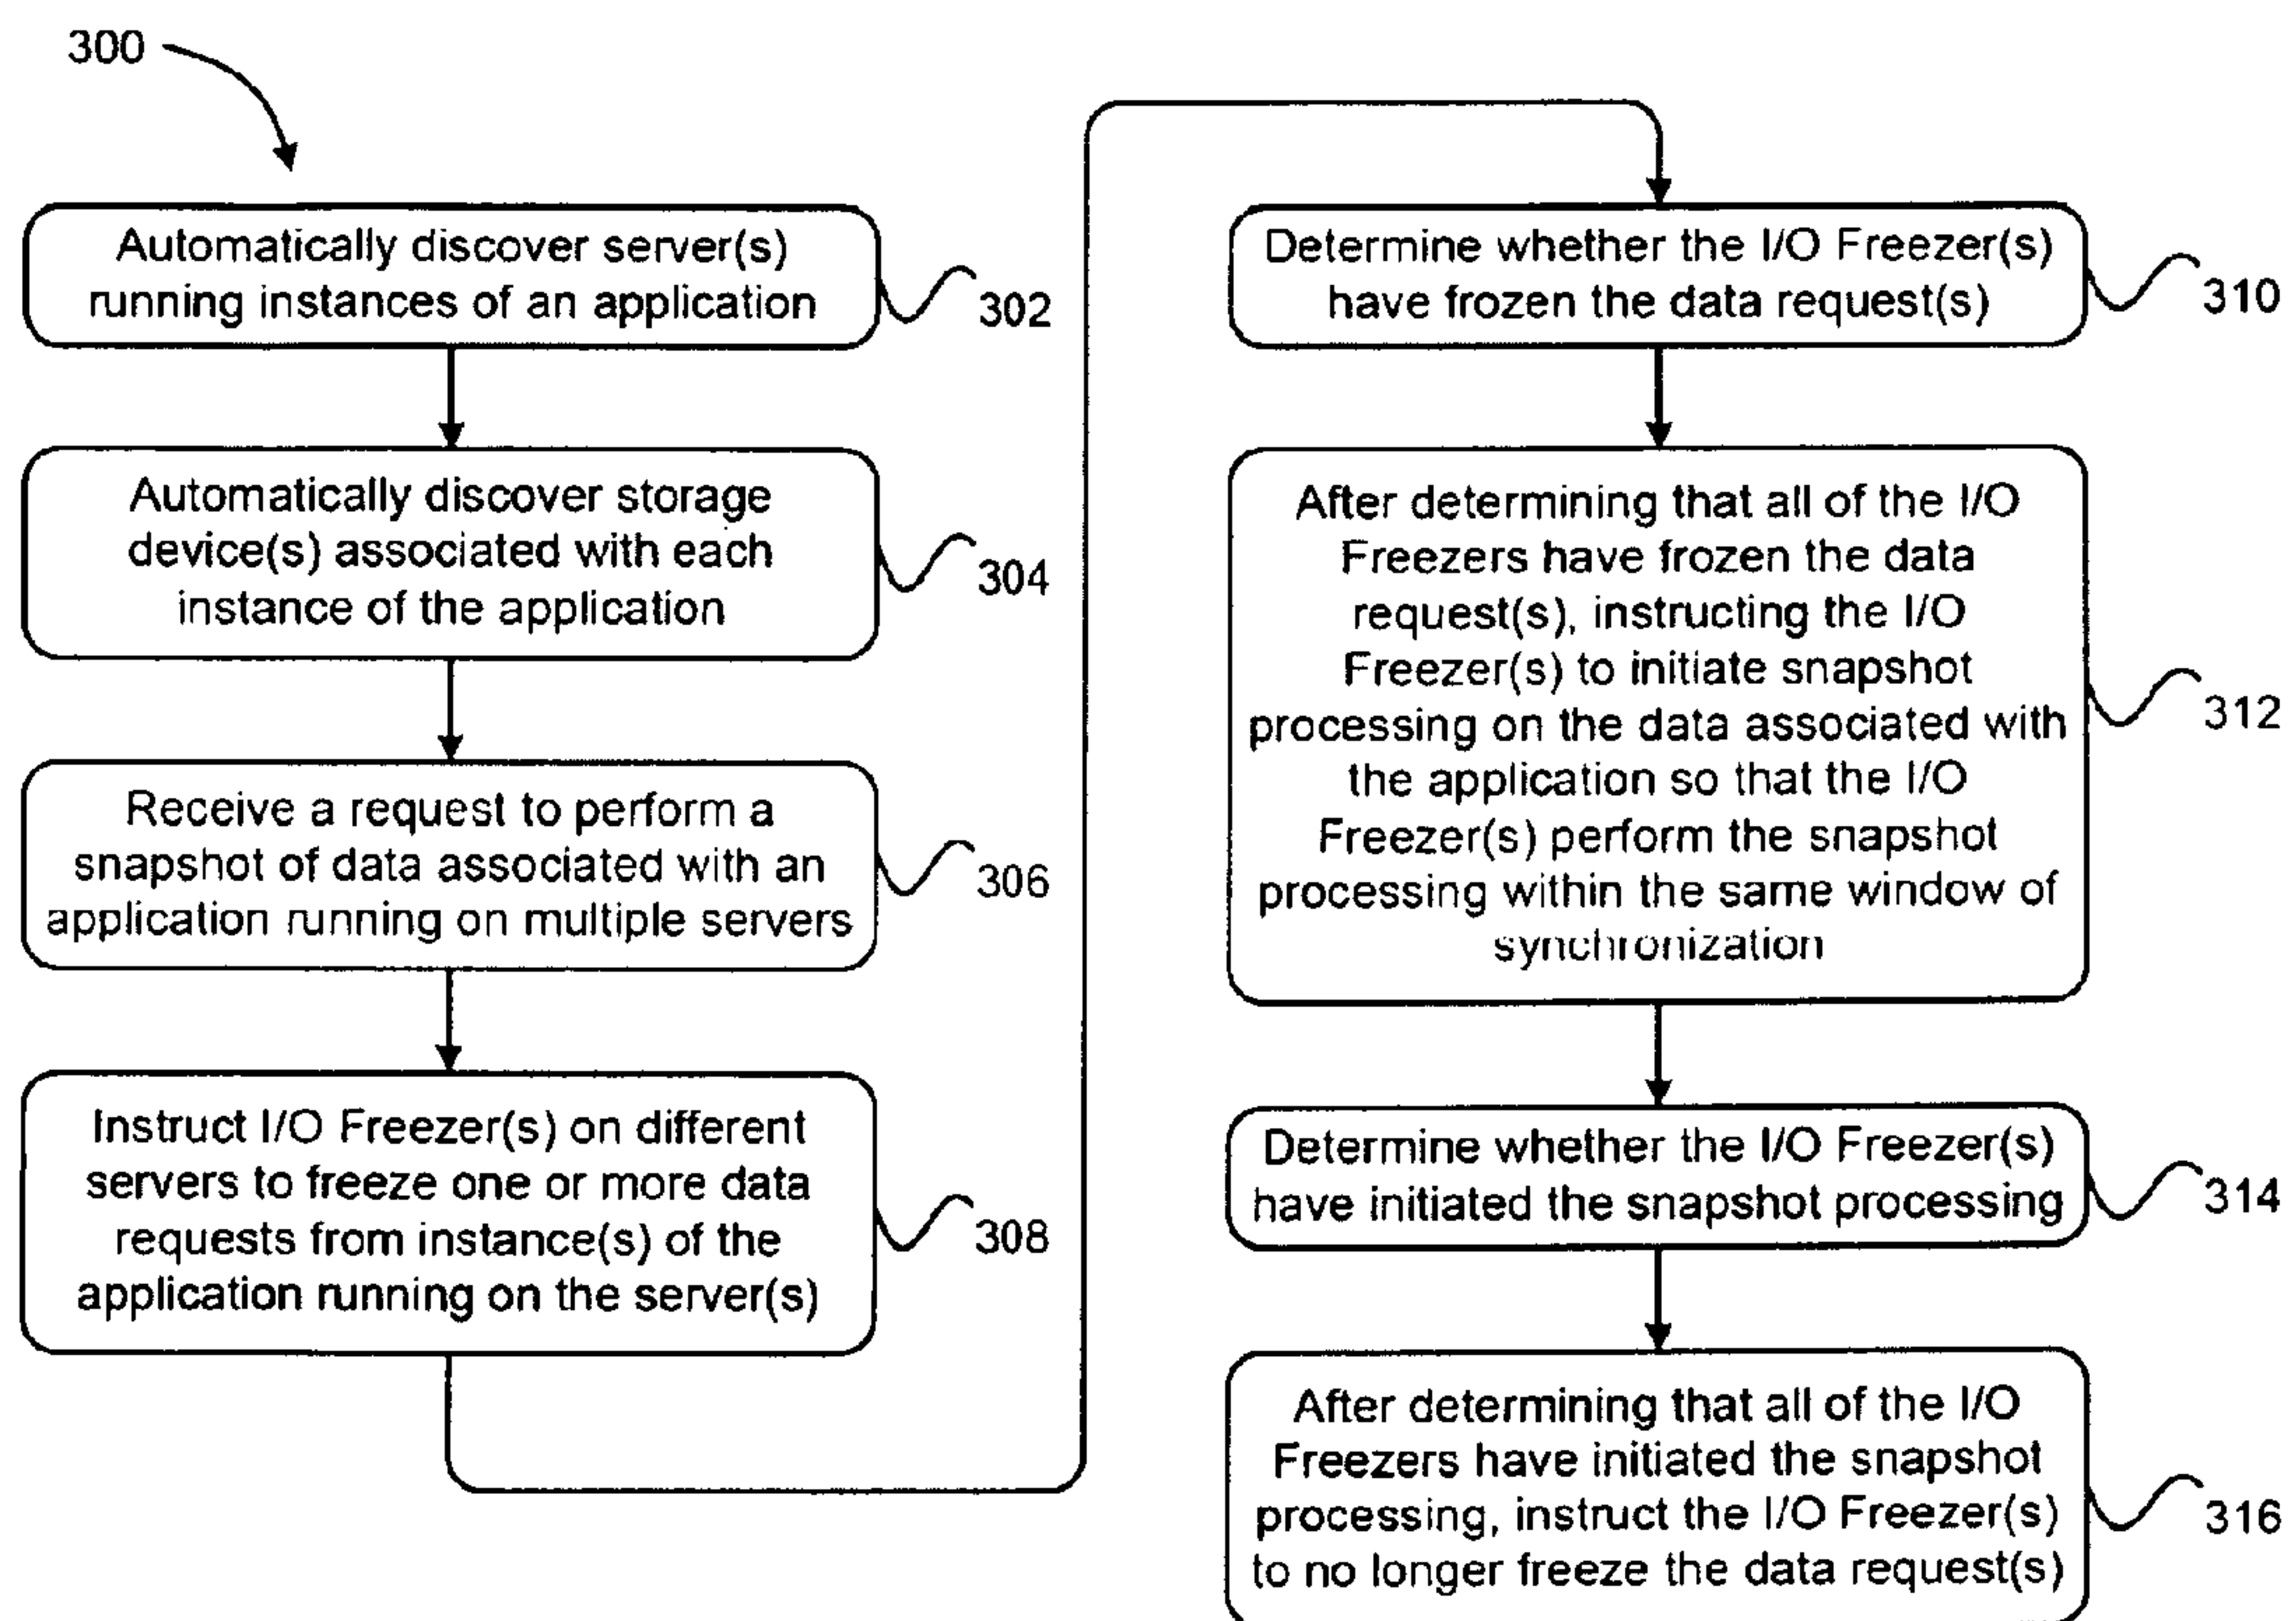 300
Automatically discover server(s)
running instances of an application
302
Automatically discover storage
device(s) associated with each
instance of the application
304
Receive a request to perform a
snapshot of data associated with an
application running on multiple servers
306
Instruct I/O Freezer(s) on different
servers to freeze one or more data
requests from instance(s) of the
application running on the server(s)
308
Determine whether the I/O Freezer(s)
have frozen the data request(s)
310
After determining that all of the I/O
Freezers have frozen the data
request(s), instructing the I/O
Freezer(s) to initiate snapshot
processing on the data associated with
the application so that the I/O
Freezer(s) perform the snapshot
processing within the same window of
synchronization
312
Determine whether the I/O Freezer(s)
have initiated the snapshot processing
314
After determining that all of the I/O
Freezers have initiated the snapshot
processing, instruct the I/O Freezer(s)
to no longer freeze the data request(s)
316